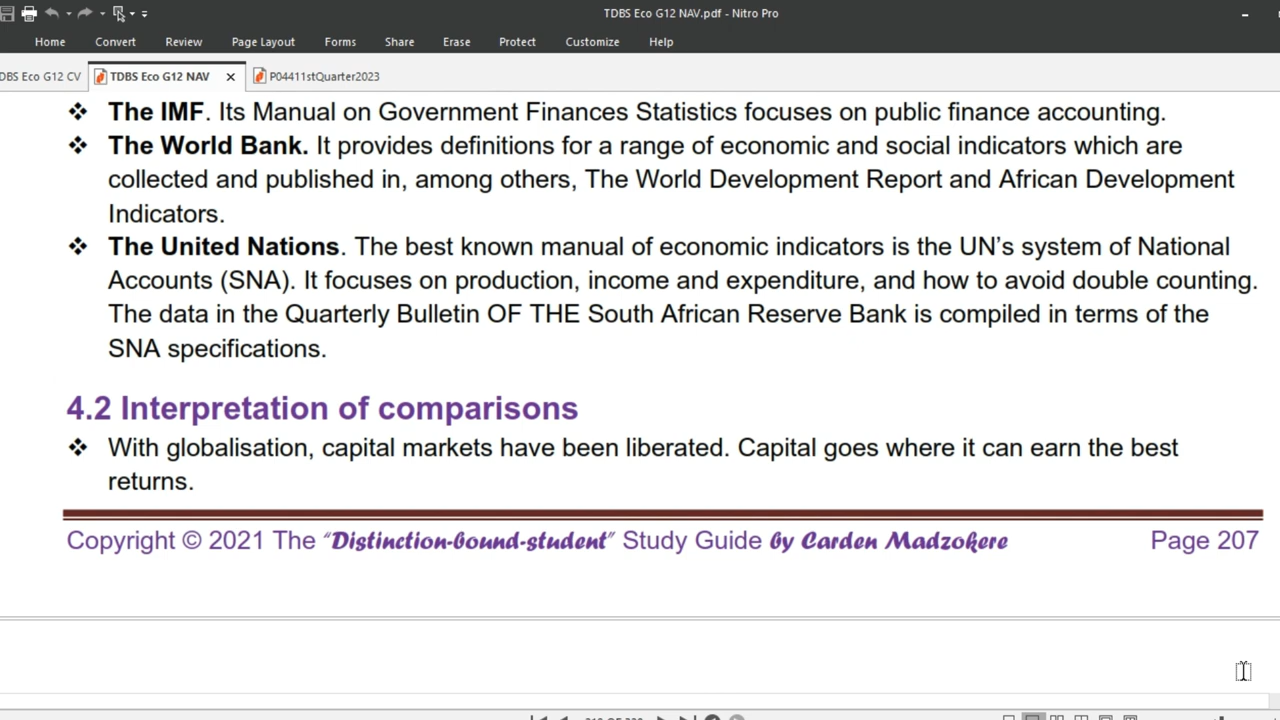 TDBS Eco G12 NAV.pdf - Nitro Pro
Home Convert Review Page Layout Forms Share Erase Protect Customize Help
DBS Eco G12 CV TDBS Eco G12 NAV P04411stQuarter2023
❖ The IMF. Its Manual on Government Finances Statistics focuses on public finance accounting.
❖ The World Bank. It provides definitions for a range of economic and social indicators which are
collected and published in, among others, The World Development Report and African Development
Indicators.
❖ The United Nations. The best known manual of economic indicators is the UN’s system of National
Accounts (SNA). It focuses on production, income and expenditure, and how to avoid double counting.
The data in the Quarterly Bulletin OF THE South African Reserve Bank is compiled in terms of the
SNA specifications.
4.2 Interpretation of comparisons
❖ With globalisation, capital markets have been liberated. Capital goes where it can earn the best
returns.
Copyright © 2021 The “Distinction-bound-student” Study Guide by Carden Madzokere Page 207